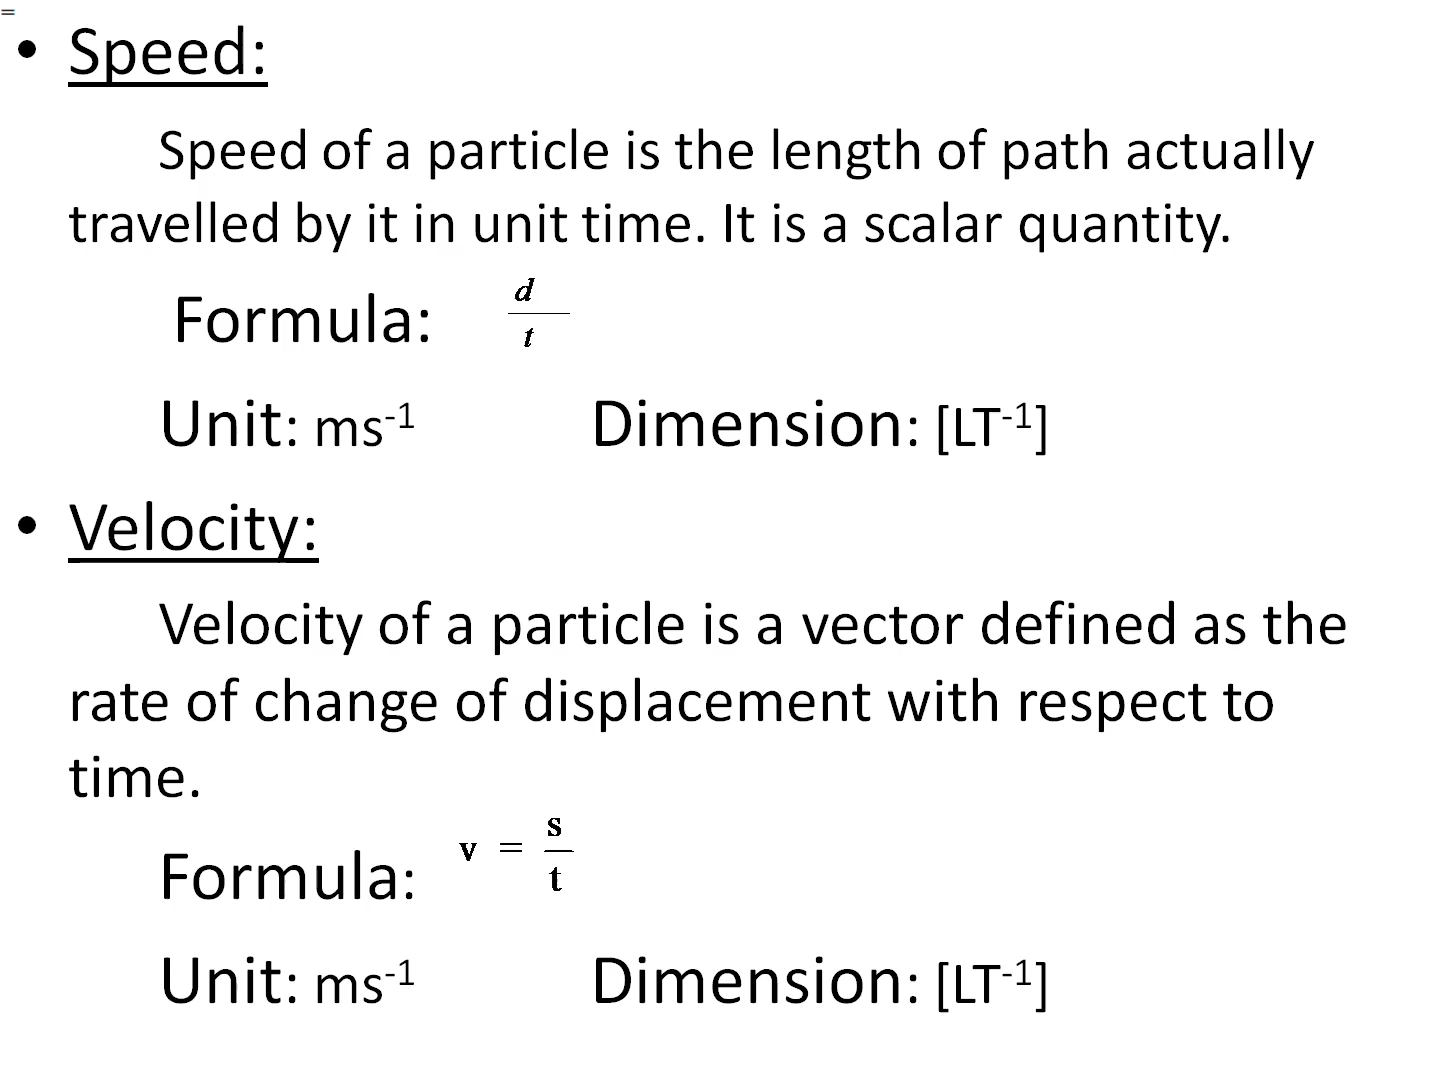 =
• Speed:
Speed of a particle is the length of path actually
travelled by it in unit time. It is a scalar quantity.
Formula: d/t
Unit: ms⁻¹ Dimension: [LT⁻¹]
• Velocity:
Velocity of a particle is a vector defined as the
rate of change of displacement with respect to
time.
Formula: v = s/t
Unit: ms⁻¹ Dimension: [LT⁻¹]